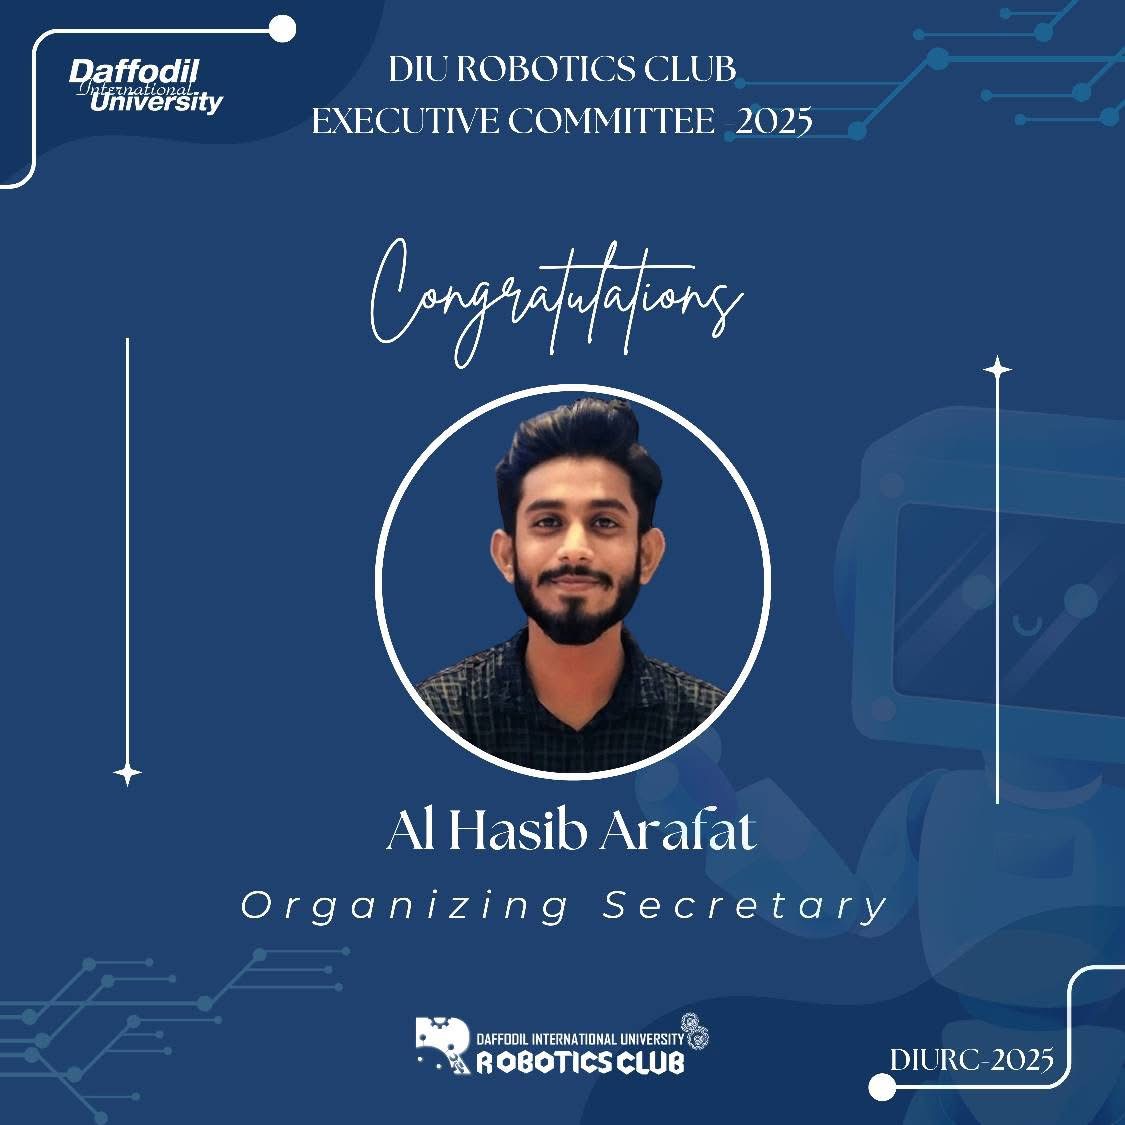 Daffodil
International
University
DIU ROBOTICS CLUB
EXECUTIVE COMMITTEE -2025
Congratulations
Al Hasib Arafat
Organizing Secretary
DAFFODIL INTERNATIONAL UNIVERSITY
ROBOTICS CLUB
DIURC-2025